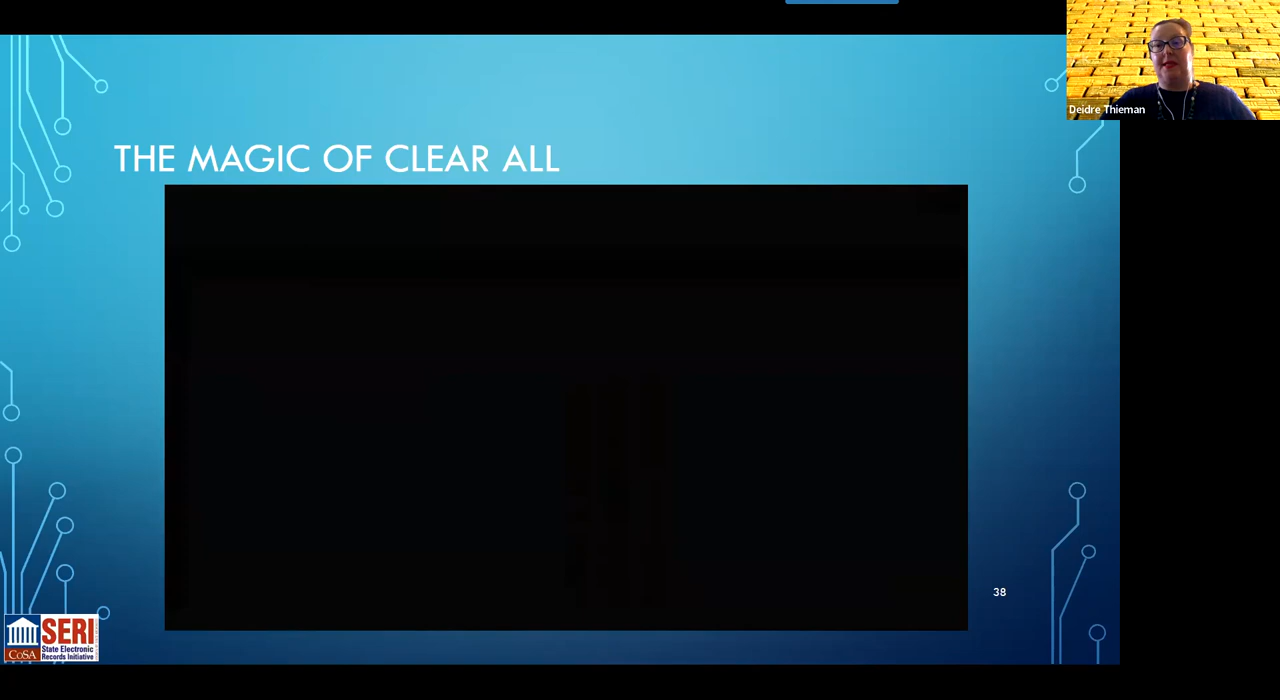 Deidre Thieman
THE MAGIC OF CLEAR ALL
38
CoSA
SERI
State Electronic
Records Initiative